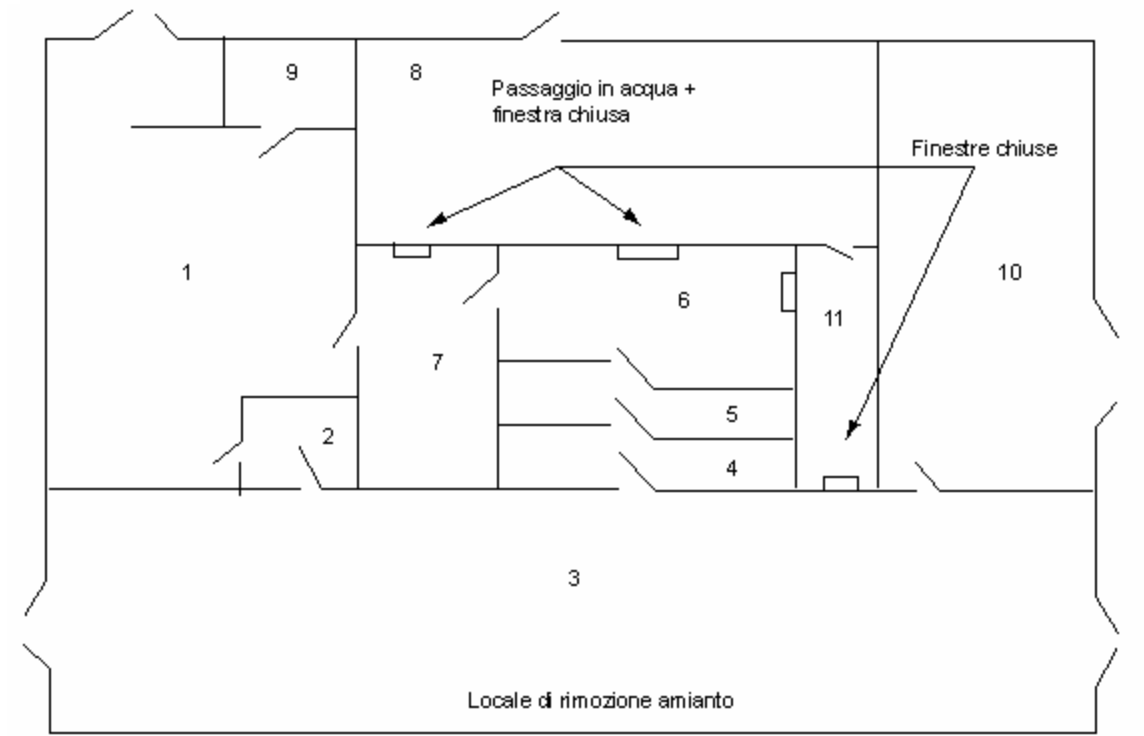 9
8
Passaggio in acqua +
finestra chiusa
Finestre chiuse
1
10
6
11
7
5
2
4
3
Locale di rimozione amianto